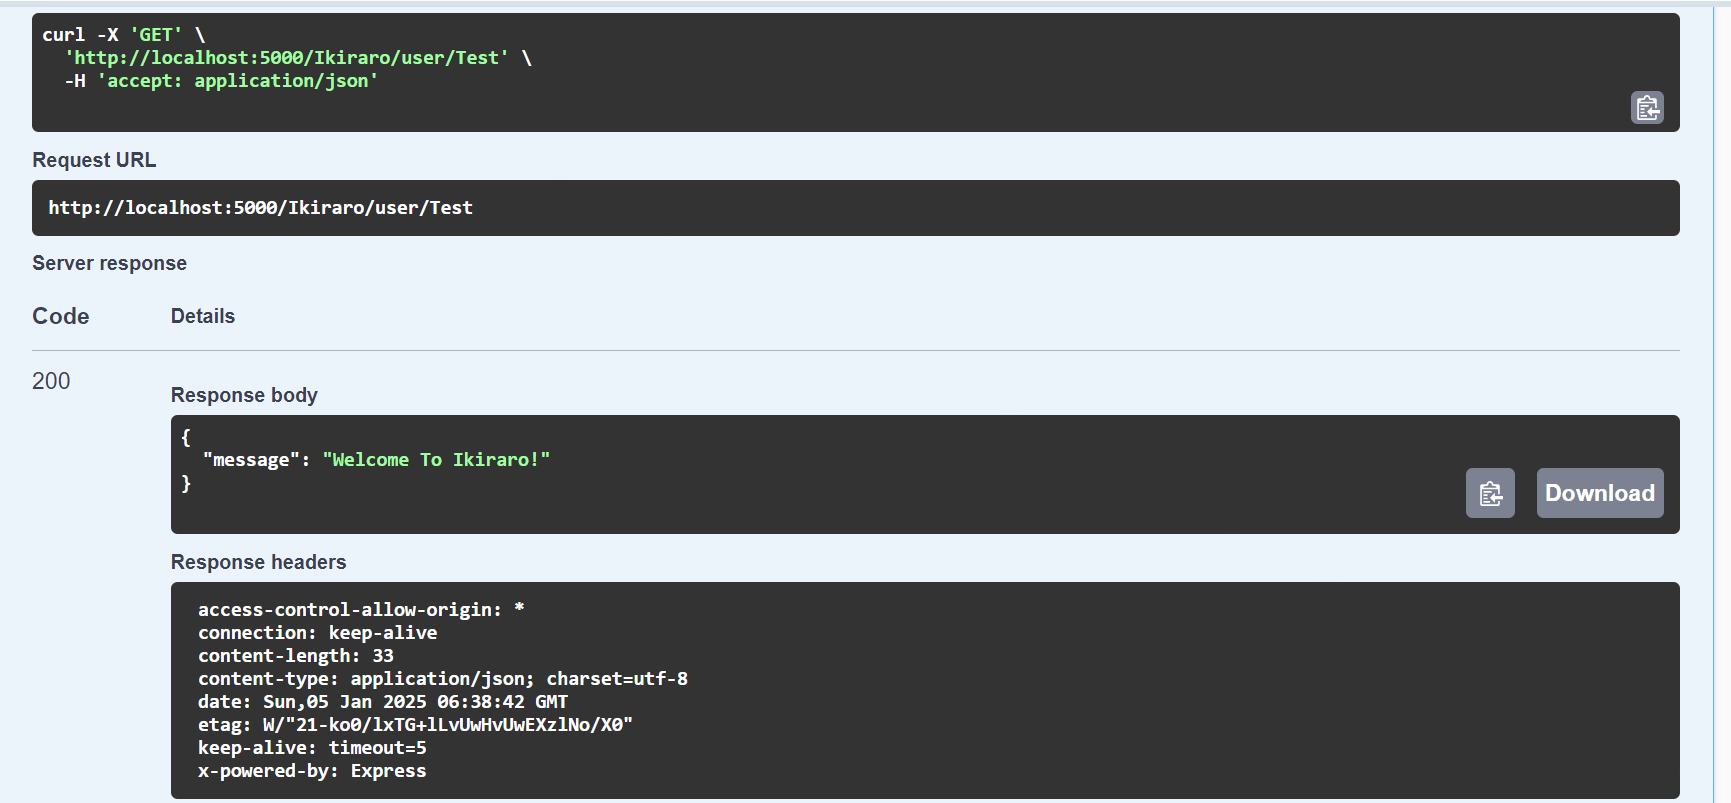 curl -X 'GET' \
'http://localhost:5000/Ikiraro/user/Test' \
-H 'accept: application/json'
Request URL
http://localhost:5000/Ikiraro/user/Test
Server response
Code Details
200
Response body
{
"message": "Welcome To Ikiraro!"
}
Download
Response headers
access-control-allow-origin: *
connection: keep-alive
content-length: 33
content-type: application/json; charset=utf-8
date: Sun,05 Jan 2025 06:38:42 GMT
etag: W/"21-ko0/lxTG+lLvUwHvUwEXzlNo/X0"
keep-alive: timeout=5
x-powered-by: Express